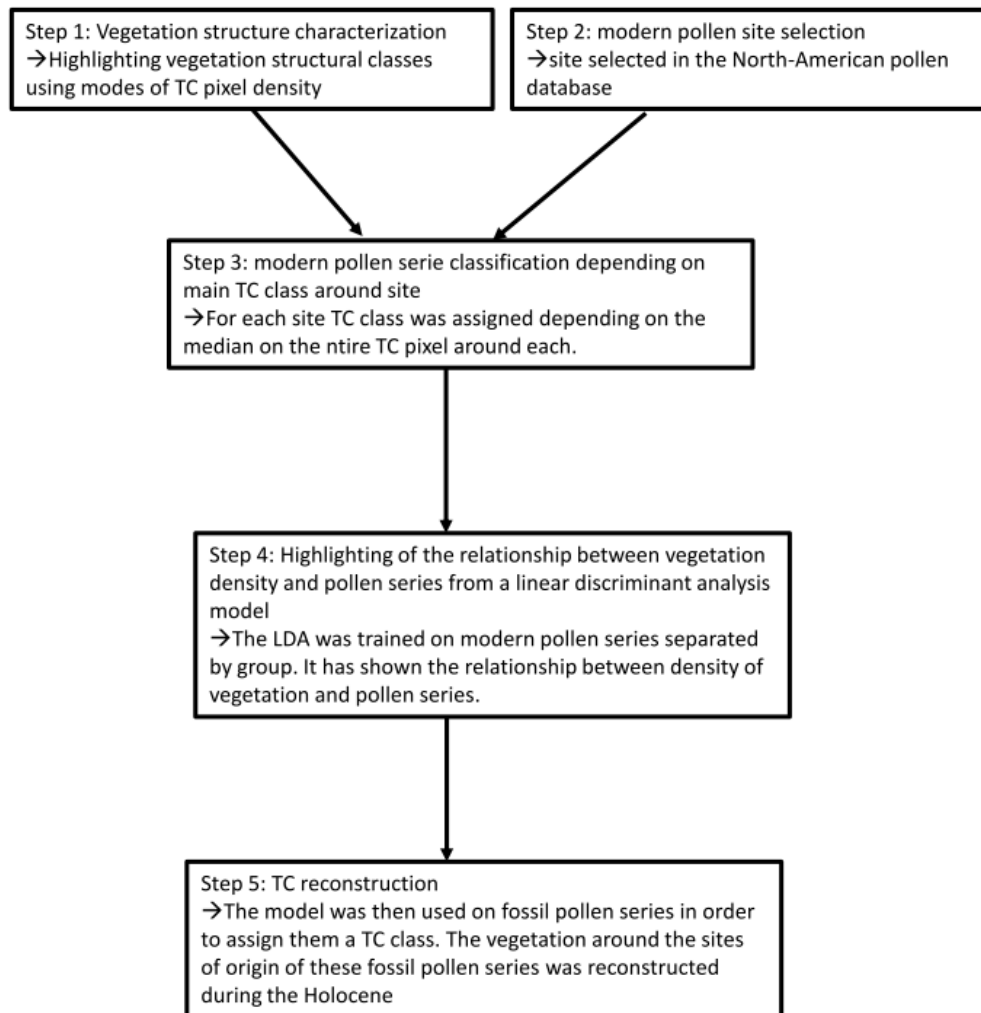 Step 1: Vegetation structure characterization
→Highlighting vegetation structural classes
using modes of TC pixel density
Step 2: modern pollen site selection
→site selected in the North-American pollen
database
Step 3: modern pollen serie classification depending on
main TC class around site
→For each site TC class was assigned depending on the
median on the ntire TC pixel around each.
Step 4: Highlighting of the relationship between vegetation
density and pollen series from a linear discriminant analysis
model
→The LDA was trained on modern pollen series separated
by group. It has shown the relationship between density of
vegetation and pollen series.
Step 5: TC reconstruction
→The model was then used on fossil pollen series in order
to assign them a TC class. The vegetation around the sites
of origin of these fossil pollen series was reconstructed
during the Holocene